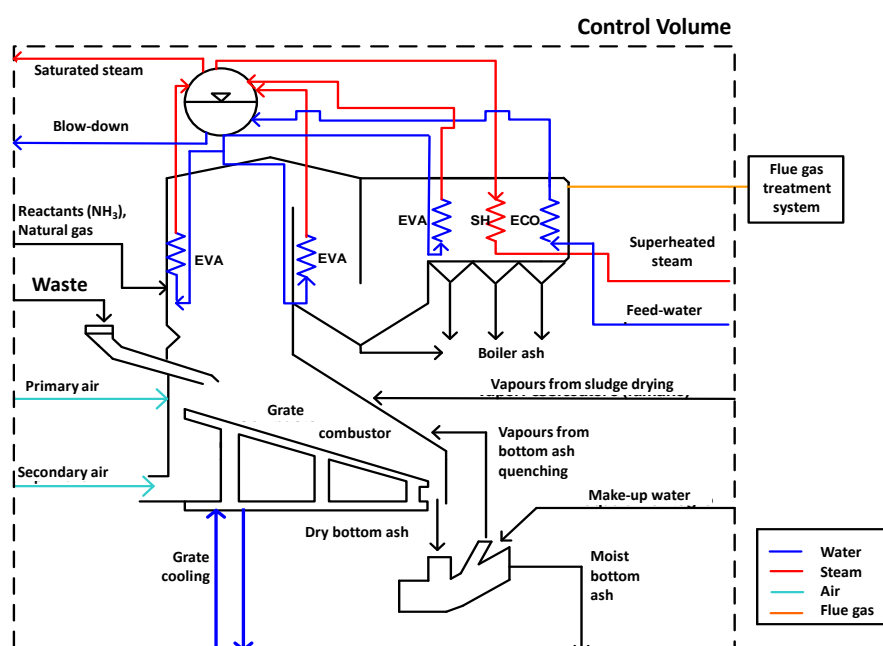 Control Volume
Saturated steam
Blow-down
Flue gas
treatment
system
Reactants (NH₃),
Natural gas
EVA
EVA
EVA
SH
ECO
Superheated
steam
Waste
Feed-water
Boiler ash
Primary air
Vapours from sludge drying
Grate
combustor
Vapours from
bottom ash
quenching
Secondary air
Make-up water
Dry bottom ash
Grate
cooling
Moist
bottom
ash
Water
Steam
Air
Flue gas